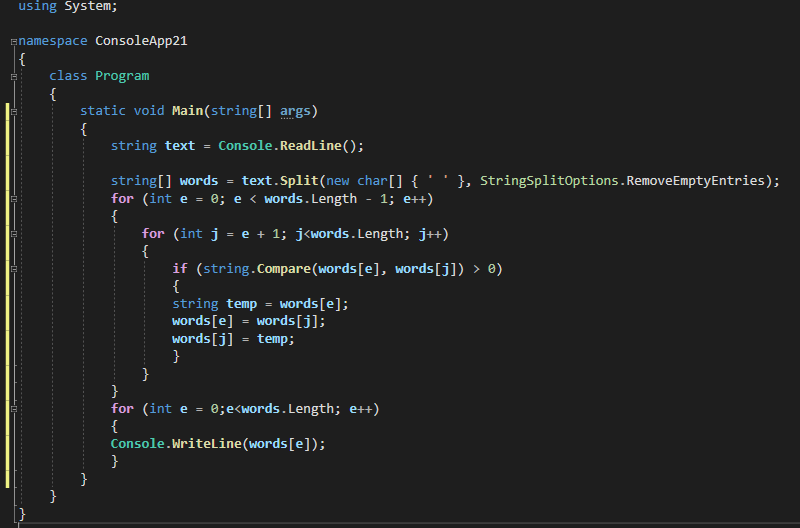 using System;

namespace ConsoleApp21
{
    class Program
    {
        static void Main(string[] args)
        {
            string text = Console.ReadLine();

            string[] words = text.Split(new char[] { ' ' }, StringSplitOptions.RemoveEmptyEntries);
            for (int e = 0; e < words.Length - 1; e++)
            {
                for (int j = e + 1; j<words.Length; j++)
                {
                    if (string.Compare(words[e], words[j]) > 0)
                    {
                    string temp = words[e];
                    words[e] = words[j];
                    words[j] = temp;
                    }
                }
            }
            for (int e = 0;e<words.Length; e++)
            {
            Console.WriteLine(words[e]);
            }
        }
    }
}